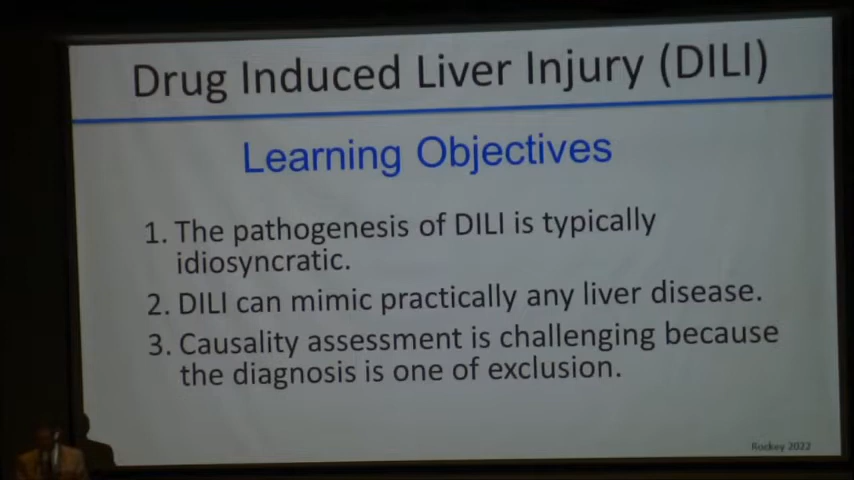 Drug Induced Liver Injury (DILI)
Learning Objectives
1. The pathogenesis of DILI is typically
idiosyncratic.
2. DILI can mimic practically any liver disease.
3. Causality assessment is challenging because
the diagnosis is one of exclusion.
Rockey 2022